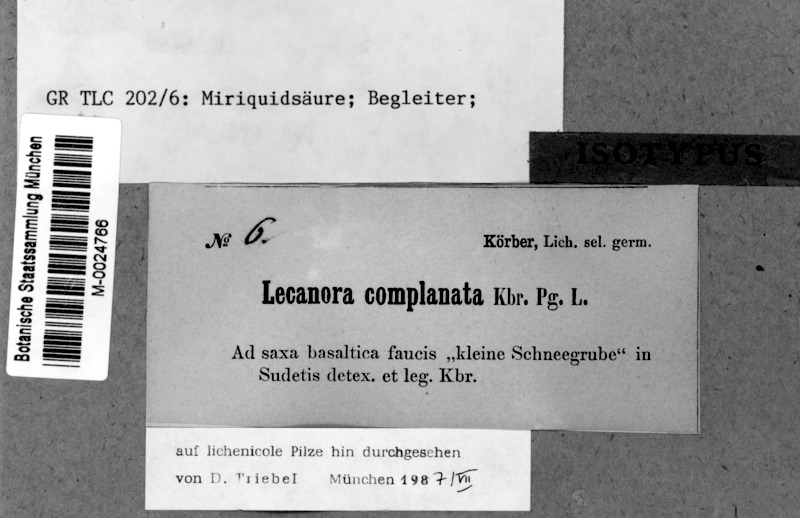 GR TLC 202/6: Miriquidsäure; Begleiter;
ISOTYPUS
Botanische Staatssammlung München
M-0024766
№ 6.
Körber, Lich. sel. germ.
Lecanora complanata Kbr. Pg. L.
Ad saxa basaltica faucis „kleine Schneegrube“ in
Sudetis detex. et leg. Kbr.
auf lichenicole Pilze hin durchgesehen
von D. Triebel München 1987/VII